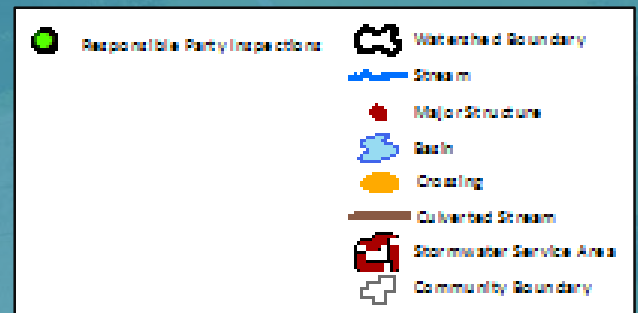 Responsible Party Inspections
Watershed Boundary
Stream
Major Structure
Basin
Crossing
Culverted Stream
Stormwater Service Area
Community Boundary